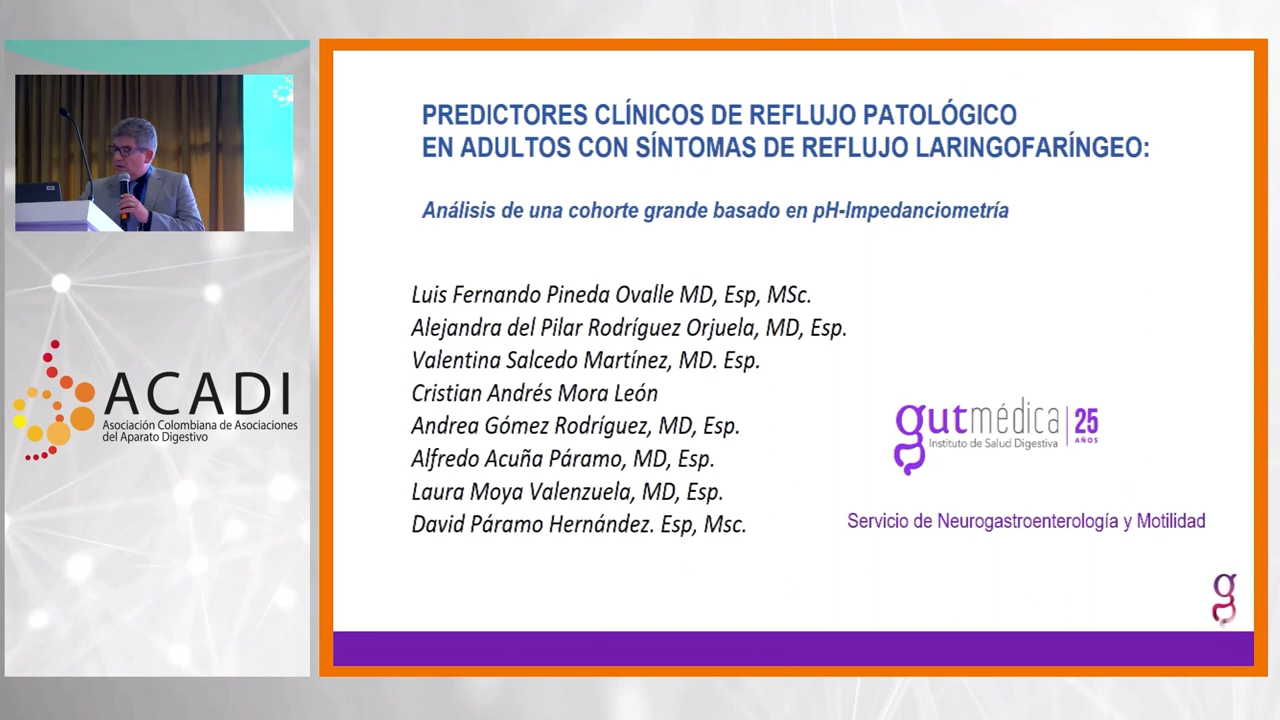 PREDICTORES CLÍNICOS DE REFLUJO PATOLÓGICO
EN ADULTOS CON SÍNTOMAS DE REFLUJO LARINGOFARÍNGEO:
Análisis de una cohorte grande basado en pH-Impedanciometría
Luis Fernando Pineda Ovalle MD, Esp, MSc.
Alejandra del Pilar Rodríguez Orjuela, MD, Esp.
Valentina Salcedo Martínez, MD. Esp.
Cristian Andrés Mora León
Andrea Gómez Rodríguez, MD, Esp.
Alfredo Acuña Páramo, MD, Esp.
Laura Moya Valenzuela, MD, Esp.
David Páramo Hernández. Esp, Msc.
gutmédica | 25
AÑOS
Instituto de Salud Digestiva
Servicio de Neurogastroenterología y Motilidad
ACADI
Asociación Colombiana de Asociaciones
del Aparato Digestivo